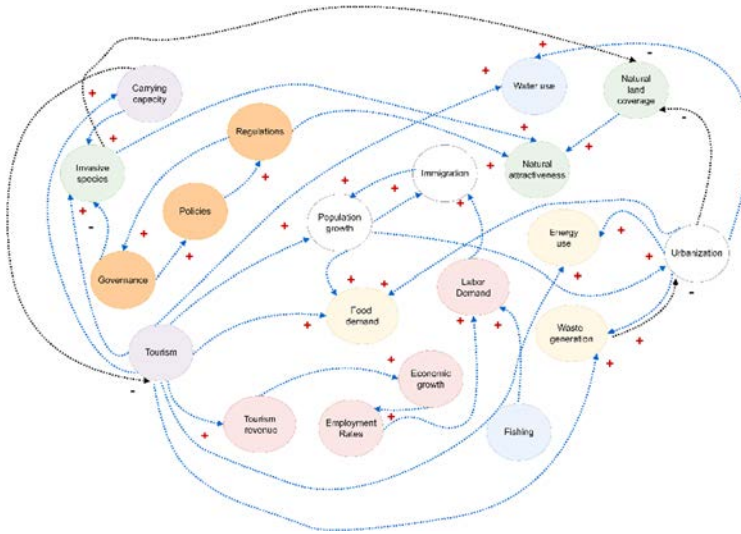 Carrying
capacity
Water use
Natural
land
coverage
Regulations
Invasive
species
Immigration
Natural
attractiveness
Policies
Population
growth
Energy
use
Urbanization
Governance
Labor
Demand
Food
demand
Waste
generation
Tourism
Economic
growth
Tourism
revenue
Employment
Rates
Fishing